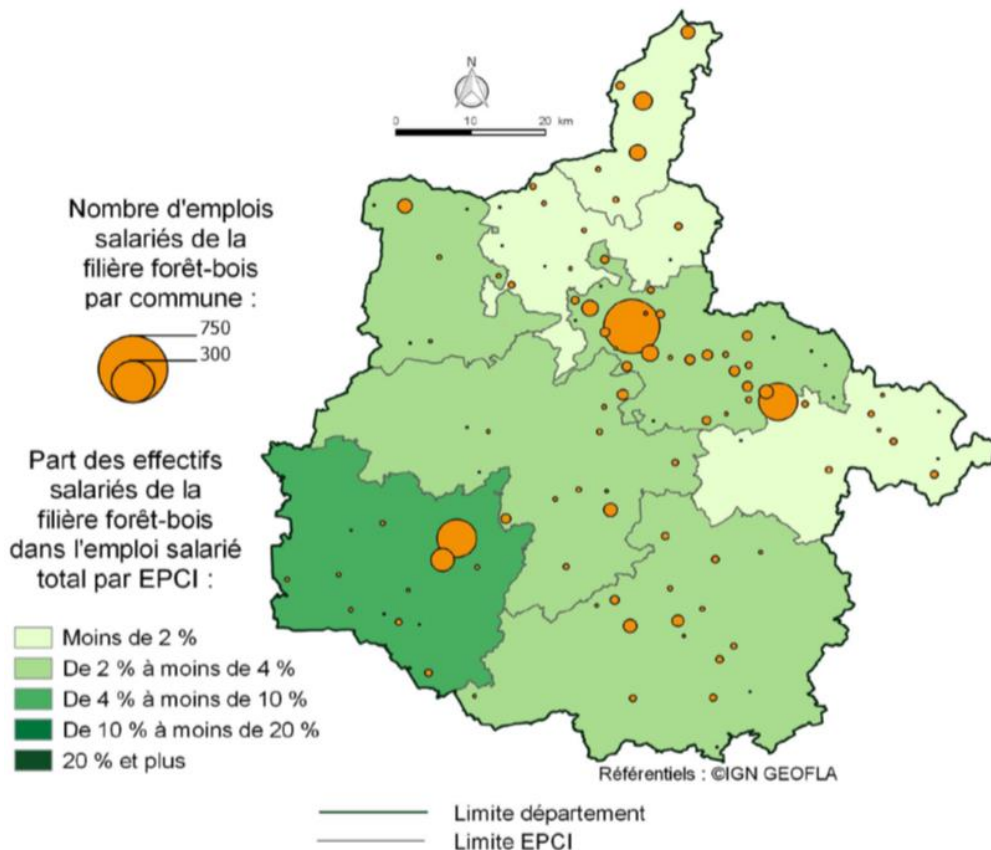 N
0 10 20 km
Nombre d'emplois
salariés de la
filière forêt-bois
par commune :
750
300
Part des effectifs
salariés de la
filière forêt-bois
dans l'emploi salarié
total par EPCI :
Moins de 2 %
De 2 % à moins de 4 %
De 4 % à moins de 10 %
De 10 % à moins de 20 %
20 % et plus
Référentiels : ©IGN GEOFLA
Limite département
Limite EPCI